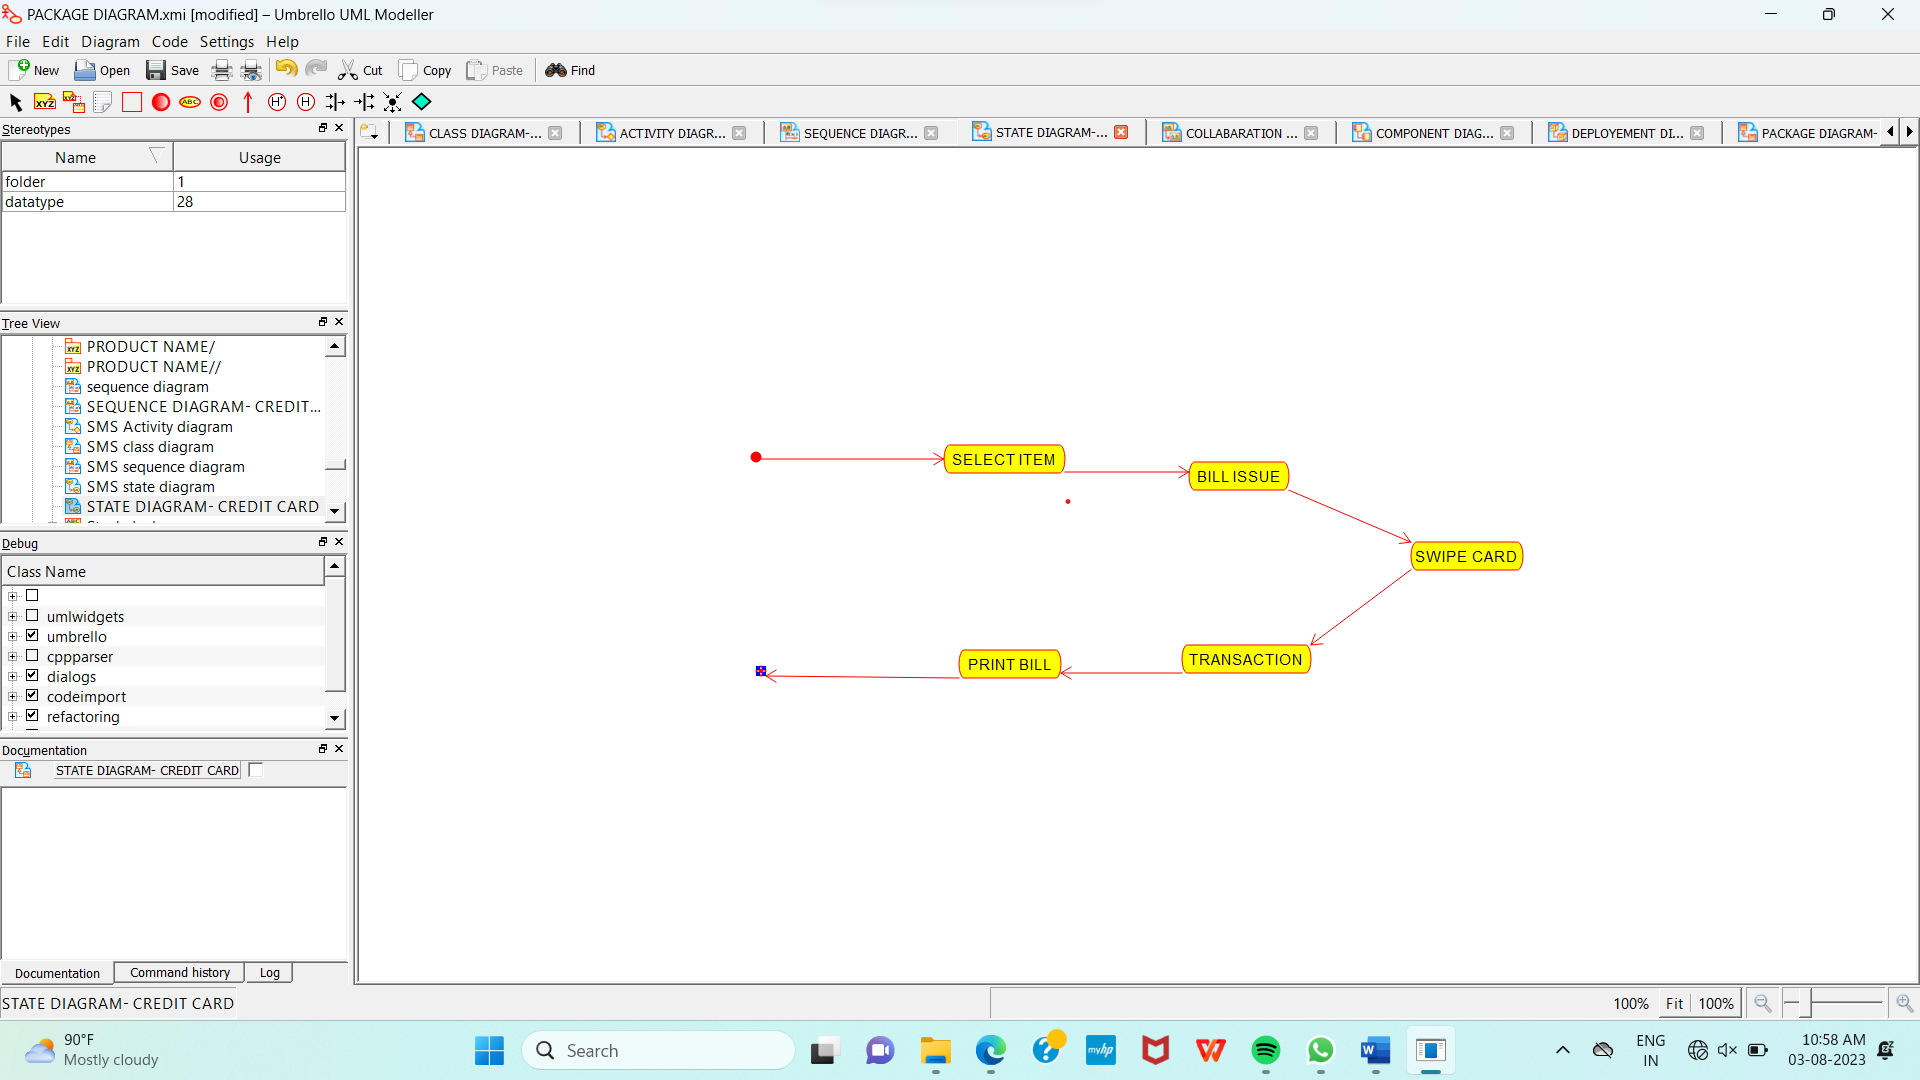 PACKAGE DIAGRAM.xmi [modified] – Umbrello UML Modeller
File Edit Diagram Code Settings Help
New Open Save Cut Copy Paste Find
XYZ ABC H* H
Stereotypes
CLASS DIAGRAM-... ACTIVITY DIAGR... SEQUENCE DIAGR... STATE DIAGRAM-... COLLABARATION ... COMPONENT DIAG... DEPLOYEMENT DI... PACKAGE DIAGRAM-
Name Usage
folder 1
datatype 28
Tree View
PRODUCT NAME/
PRODUCT NAME//
sequence diagram
SEQUENCE DIAGRAM- CREDIT...
SMS Activity diagram
SMS class diagram
SMS sequence diagram
SMS state diagram
STATE DIAGRAM- CREDIT CARD
Debug
Class Name
umlwidgets
umbrello
cppparser
dialogs
codeimport
refactoring
Documentation
STATE DIAGRAM- CREDIT CARD
Documentation Command history Log
SELECT ITEM
BILL ISSUE
SWIPE CARD
TRANSACTION
PRINT BILL
STATE DIAGRAM- CREDIT CARD
100% Fit 100%
90°F
Mostly cloudy
Search
myhp
W
ENG
IN
10:58 AM
03-08-2023